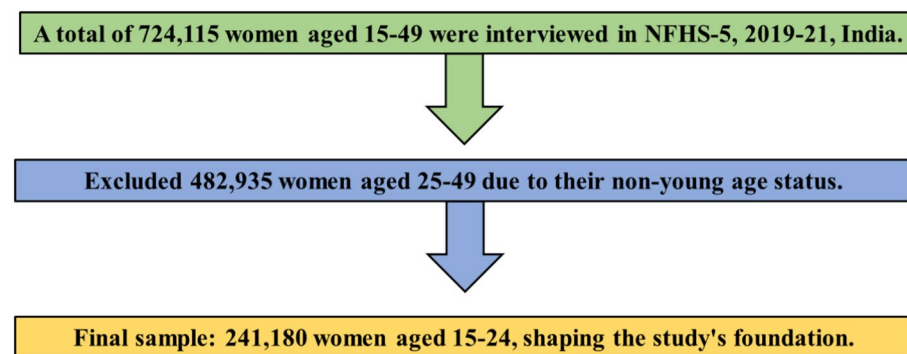 A total of 724,115 women aged 15-49 were interviewed in NFHS-5, 2019-21, India.
Excluded 482,935 women aged 25-49 due to their non-young age status.
Final sample: 241,180 women aged 15-24, shaping the study's foundation.